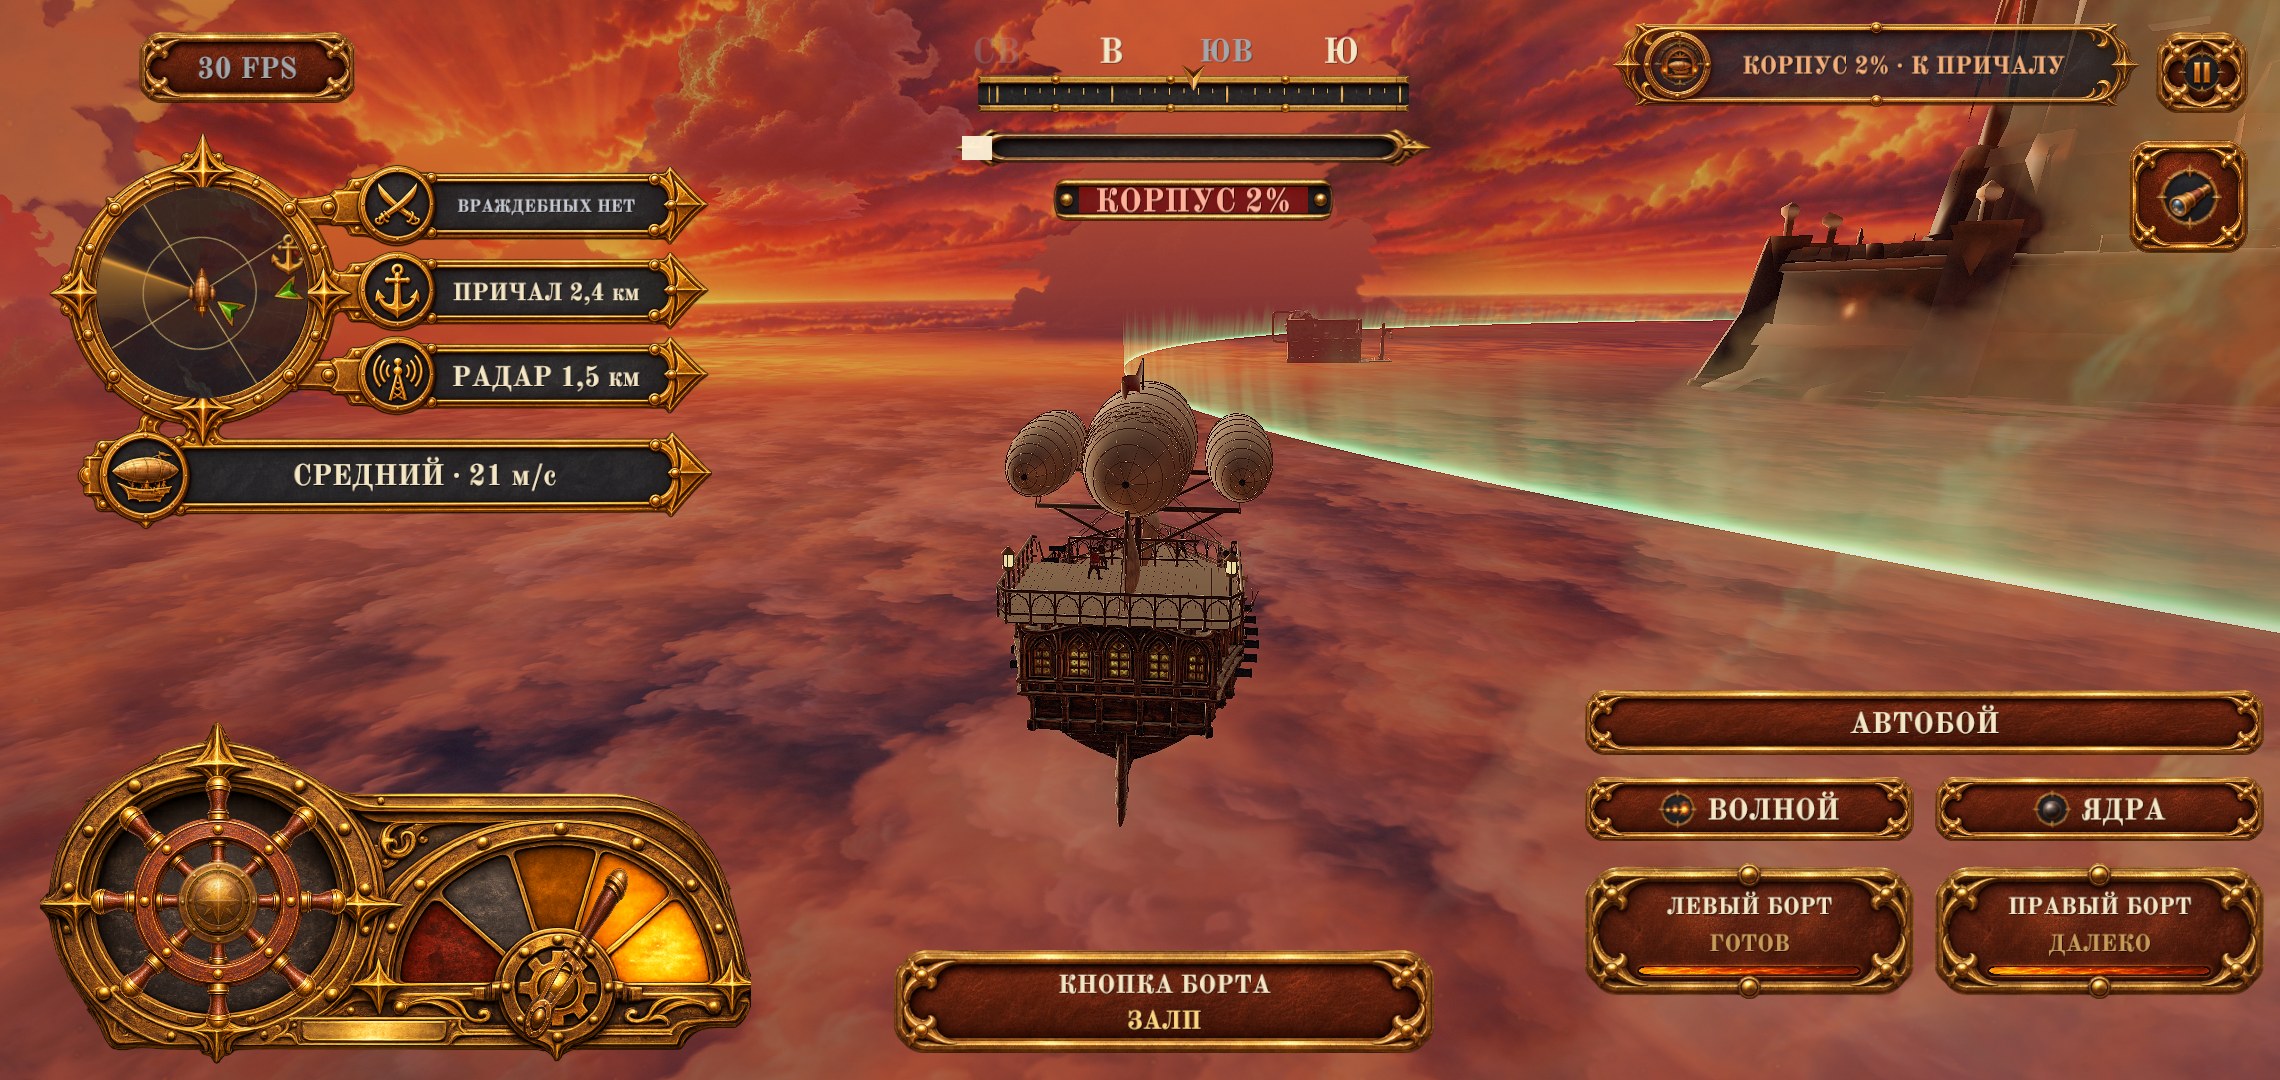 30 FPS
СВ В ЮВ Ю
КОРПУС 2% · К ПРИЧАЛУ
КОРПУС 2%
ВРАЖДЕБНЫХ НЕТ
ПРИЧАЛ 2,4 км
РАДАР 1,5 км
СРЕДНИЙ · 21 м/с
АВТОБОЙ
ВОЛНОЙ
ЯДРА
ЛЕВЫЙ БОРТ
ГОТОВ
ПРАВЫЙ БОРТ
ДАЛЕКО
КНОПКА БОРТА
ЗАЛП